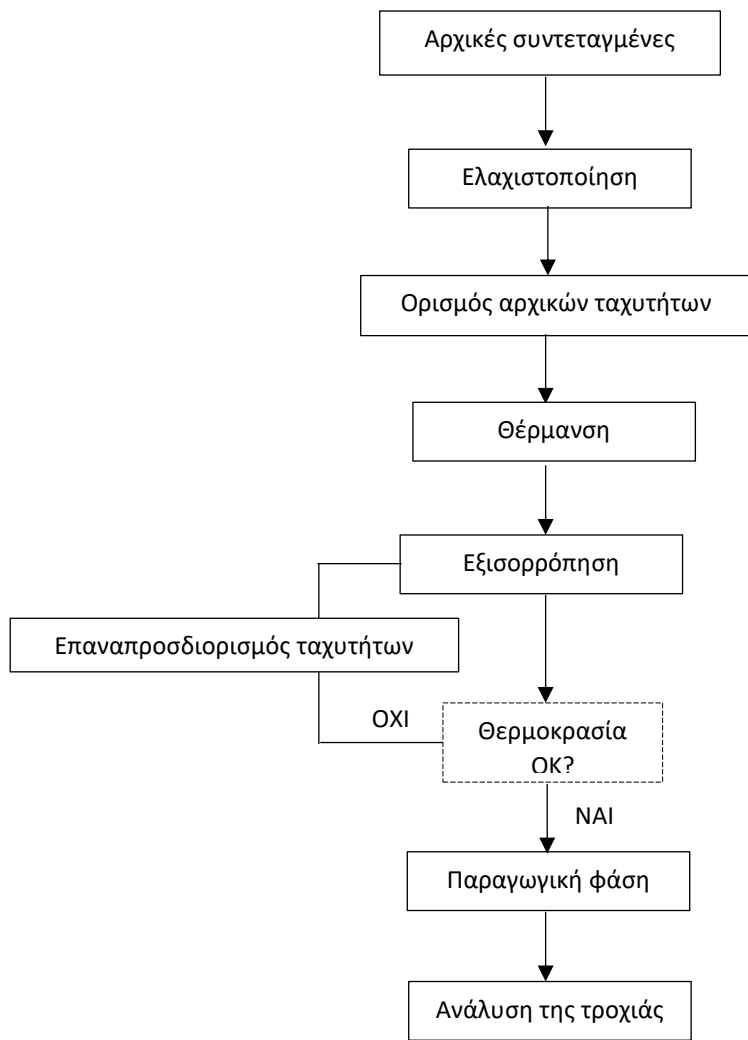 Αρχικές συντεταγμένες
Ελαχιστοποίηση
Ορισμός αρχικών ταχυτήτων
Θέρμανση
Εξισορρόπηση
Επαναπροσδιορισμός ταχυτήτων
ΟΧΙ
Θερμοκρασία
ΟΚ?
ΝΑΙ
Παραγωγική φάση
Ανάλυση της τροχιάς